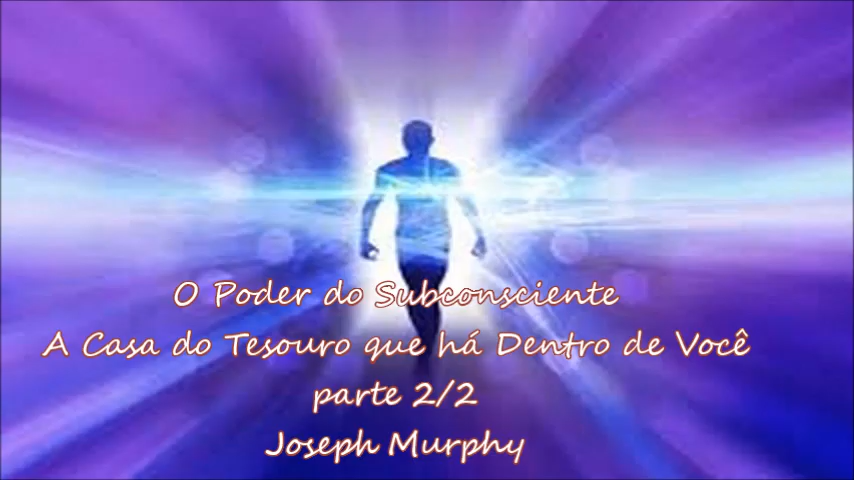 O Poder do Subconsciente
A Casa do Tesouro que há Dentro de Você
parte 2/2
Joseph Murphy